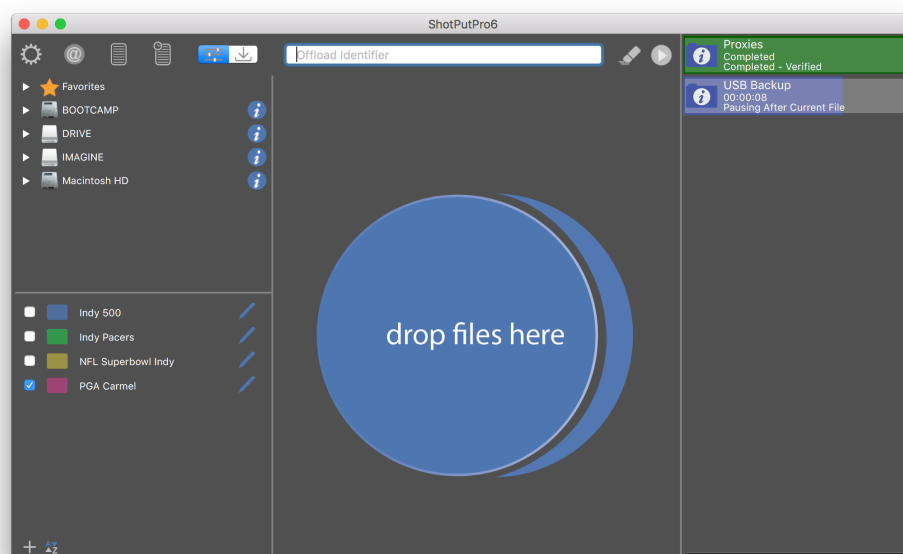 ShotPutPro6
@
Offload Identifier
Favorites
BOOTCAMP
DRIVE
IMAGINE
Macintosh HD
Indy 500
Indy Pacers
NFL Superbowl Indy
PGA Carmel
AZ
drop files here
Proxies
Completed
Completed - Verified
USB Backup
00:00:08
Pausing After Current File